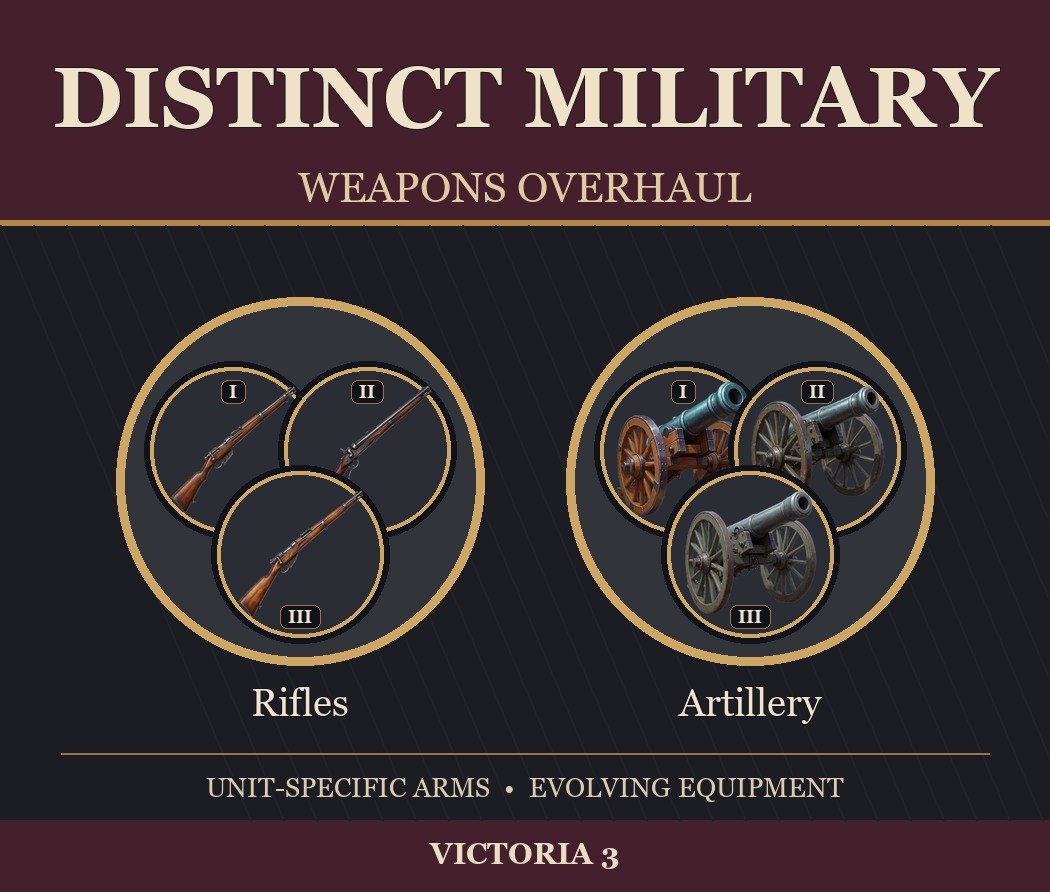 DISTINCT MILITARY
WEAPONS OVERHAUL
I
II
III
I
II
III
Rifles
Artillery
UNIT-SPECIFIC ARMS • EVOLVING EQUIPMENT
VICTORIA 3